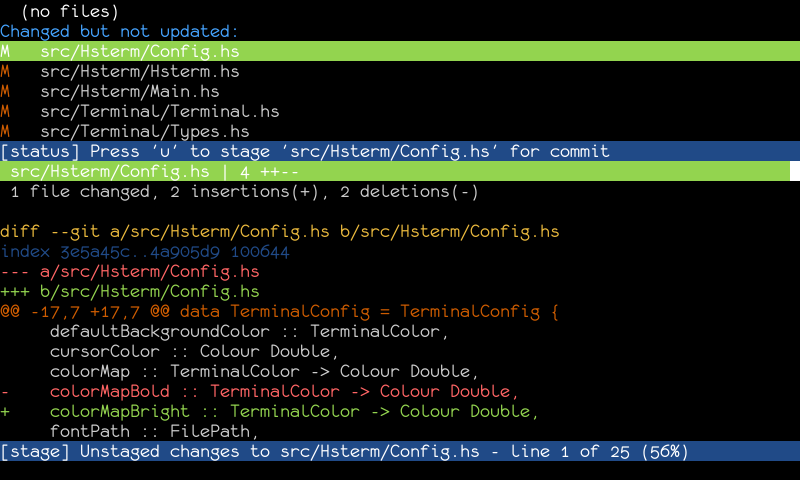 (no files)
Changed but not updated:
M   src/Hsterm/Config.hs
M   src/Hsterm/Hsterm.hs
M   src/Hsterm/Main.hs
M   src/Terminal/Terminal.hs
M   src/Terminal/Types.hs
[status] Press 'u' to stage 'src/Hsterm/Config.hs' for commit
src/Hsterm/Config.hs | 4 ++--
1 file changed, 2 insertions(+), 2 deletions(-)
diff --git a/src/Hsterm/Config.hs b/src/Hsterm/Config.hs
index 3e5a45c..4a905d9 100644
--- a/src/Hsterm/Config.hs
+++ b/src/Hsterm/Config.hs
@@ -17,7 +17,7 @@ data TerminalConfig = TerminalConfig {
     defaultBackgroundColor :: TerminalColor,
     cursorColor :: Colour Double,
     colorMap :: TerminalColor -> Colour Double,
-    colorMapBold :: TerminalColor -> Colour Double,
+    colorMapBright :: TerminalColor -> Colour Double,
     fontPath :: FilePath,
[stage] Unstaged changes to src/Hsterm/Config.hs - line 1 of 25 (56%)